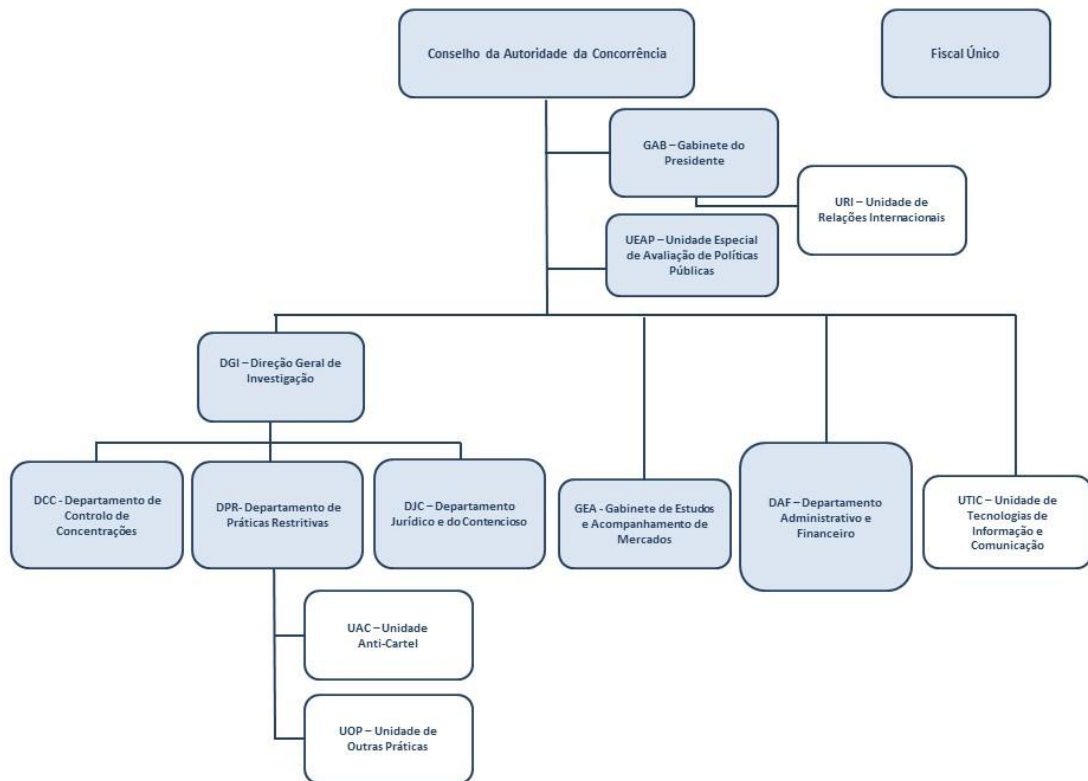 Conselho da Autoridade da Concorrência
Fiscal Único
GAB – Gabinete do
Presidente
URI – Unidade de
Relações Internacionais
UEAP – Unidade Especial
de Avaliação de Políticas
Públicas
DGI – Direção Geral de
Investigação
DCC - Departamento de
Controlo de
Concentrações
DPR- Departamento de
Práticas Restritivas
DJC – Departamento
Jurídico e do Contencioso
GEA - Gabinete de Estudos
e Acompanhamento de
Mercados
DAF – Departamento
Administrativo e
Financeiro
UTIC – Unidade de
Tecnologias de
Informação e
Comunicação
UAC – Unidade
Anti-Cartel
UOP – Unidade de
Outras Práticas